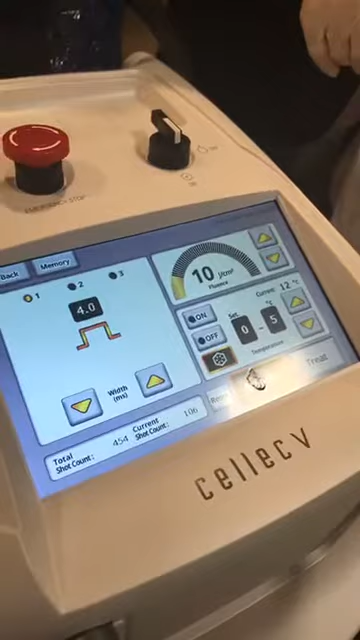 EMERGENCY STOP
Back
Memory
1
2
3
4.0
Width
(ms)
Total
Shot Count: 454
Current
Shot Count: 106
10 J/cm²
Fluence
ON
OFF
Set
Current: 12 °C
0 - 5
Temperature
Treat
cellec V